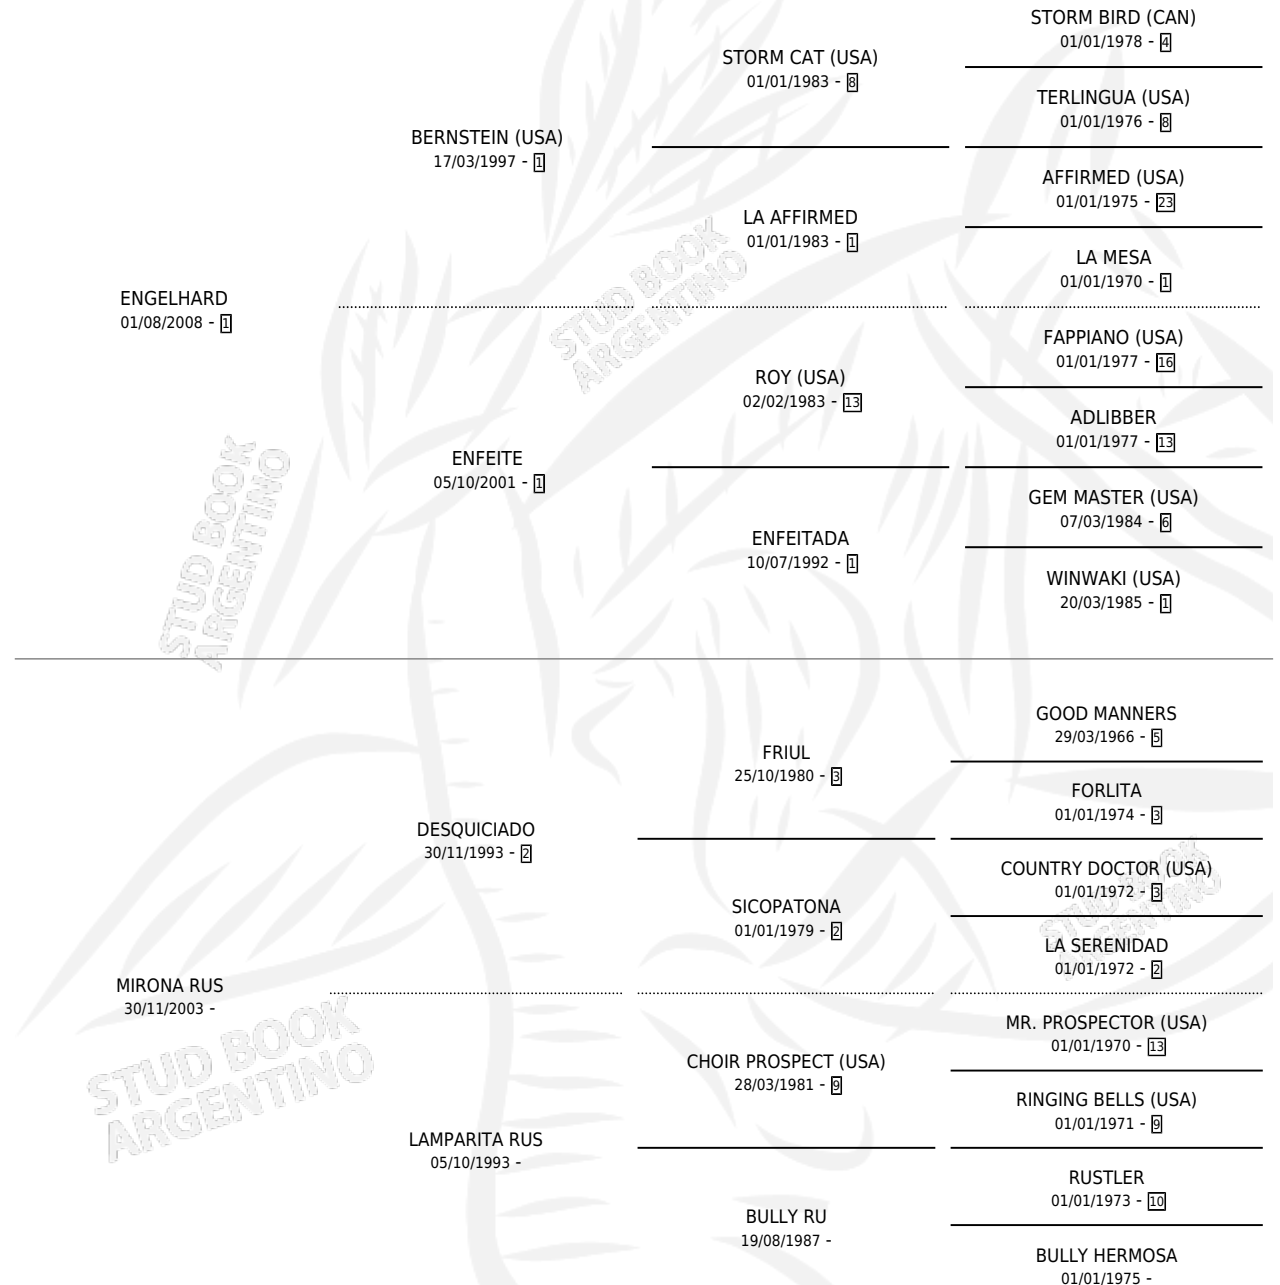 STORM BIRD (CAN)
01/01/1978 - 4
STORM CAT (USA)
01/01/1983 - 8
TERLINGUA (USA)
01/01/1976 - 8
BERNSTEIN (USA)
17/03/1997 - 1
AFFIRMED (USA)
01/01/1975 - 23
LA AFFIRMED
01/01/1983 - 1
LA MESA
01/01/1970 - 1
ENGELHARD
01/08/2008 - 1
FAPPIANO (USA)
01/01/1977 - 16
ROY (USA)
02/02/1983 - 13
ADLIBBER
01/01/1977 - 13
ENFEITE
05/10/2001 - 1
GEM MASTER (USA)
07/03/1984 - 6
ENFEITADA
10/07/1992 - 1
WINWAKI (USA)
20/03/1985 - 1
GOOD MANNERS
29/03/1966 - 5
FRIUL
25/10/1980 - 3
FORLITA
01/01/1974 - 3
DESQUICIADO
30/11/1993 - 2
COUNTRY DOCTOR (USA)
01/01/1972 - 3
SICOPATONA
01/01/1979 - 2
LA SERENIDAD
01/01/1972 - 2
MIRONA RUS
30/11/2003 -
MR. PROSPECTOR (USA)
01/01/1970 - 13
CHOIR PROSPECT (USA)
28/03/1981 - 9
RINGING BELLS (USA)
01/01/1971 - 9
LAMPARITA RUS
05/10/1993 -
RUSTLER
01/01/1973 - 10
BULLY RU
19/08/1987 -
BULLY HERMOSA
01/01/1975 -
STUD BOOK
ARGENTINO
STUD BOOK
ARGENTINO
STUD BOOK
ARGENTINO
STUD BOOK
ARGENTINO